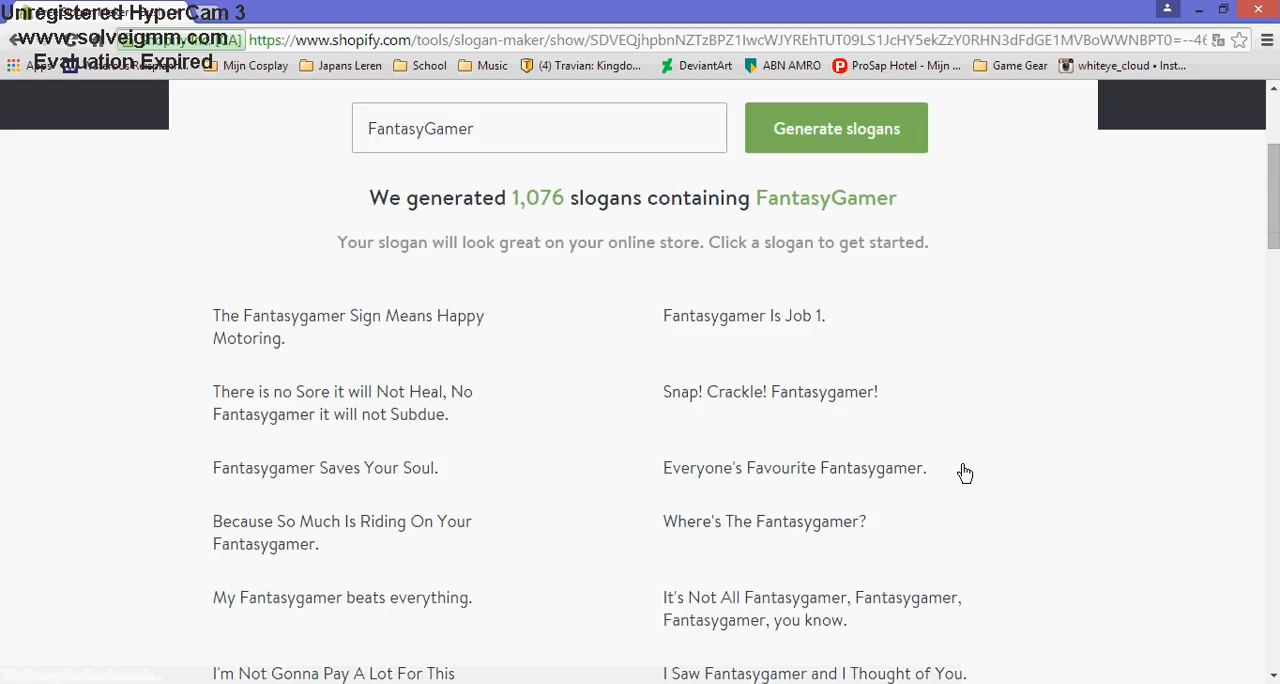 Unregistered HyperCam 3
www.solveigmm.com
Evaluation Expired
https://www.shopify.com/tools/slogan-maker/show/SDVEQjhpbnNZTzBPZ1IwcWJYREhTUT09LS1JcHY5ekZzY0RHN3dFdGE1MVBoWWNBPT0=--46
Mijn Cosplay
Japans Leren
School
Music
(4) Travian: Kingdo...
DeviantArt
ABN AMRO
ProSap Hotel - Mijn ...
Game Gear
whiteye_cloud • Inst...
FantasyGamer
Generate slogans
We generated 1,076 slogans containing FantasyGamer
Your slogan will look great on your online store. Click a slogan to get started.
The Fantasygamer Sign Means Happy
Motoring.
Fantasygamer Is Job 1.
There is no Sore it will Not Heal, No
Fantasygamer it will not Subdue.
Snap! Crackle! Fantasygamer!
Fantasygamer Saves Your Soul.
Everyone's Favourite Fantasygamer.
Because So Much Is Riding On Your
Fantasygamer.
Where's The Fantasygamer?
My Fantasygamer beats everything.
It's Not All Fantasygamer, Fantasygamer,
Fantasygamer, you know.
I'm Not Gonna Pay A Lot For This
I Saw Fantasygamer and I Thought of You.